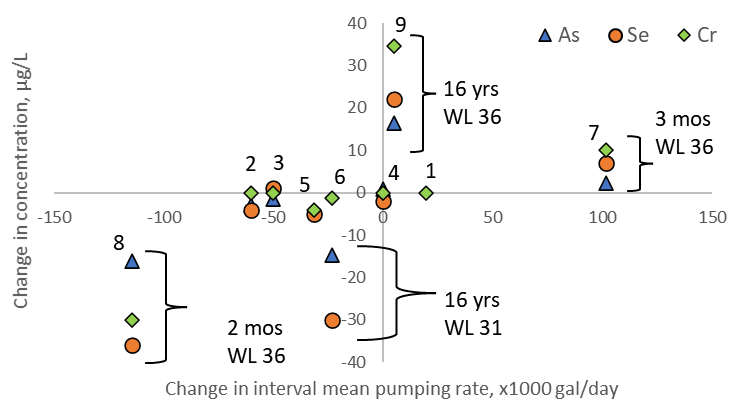 40
9
As
Se
Cr
30
16 yrs
WL 36
20
10
7
3 mos
WL 36
2
3
5
6
4
1
0
-150
-100
-50
0
50
100
150
-10
8
-20
-30
16 yrs
WL 31
2 mos
WL 36
-40
Change in concentration, µg/L
Change in interval mean pumping rate, x1000 gal/day